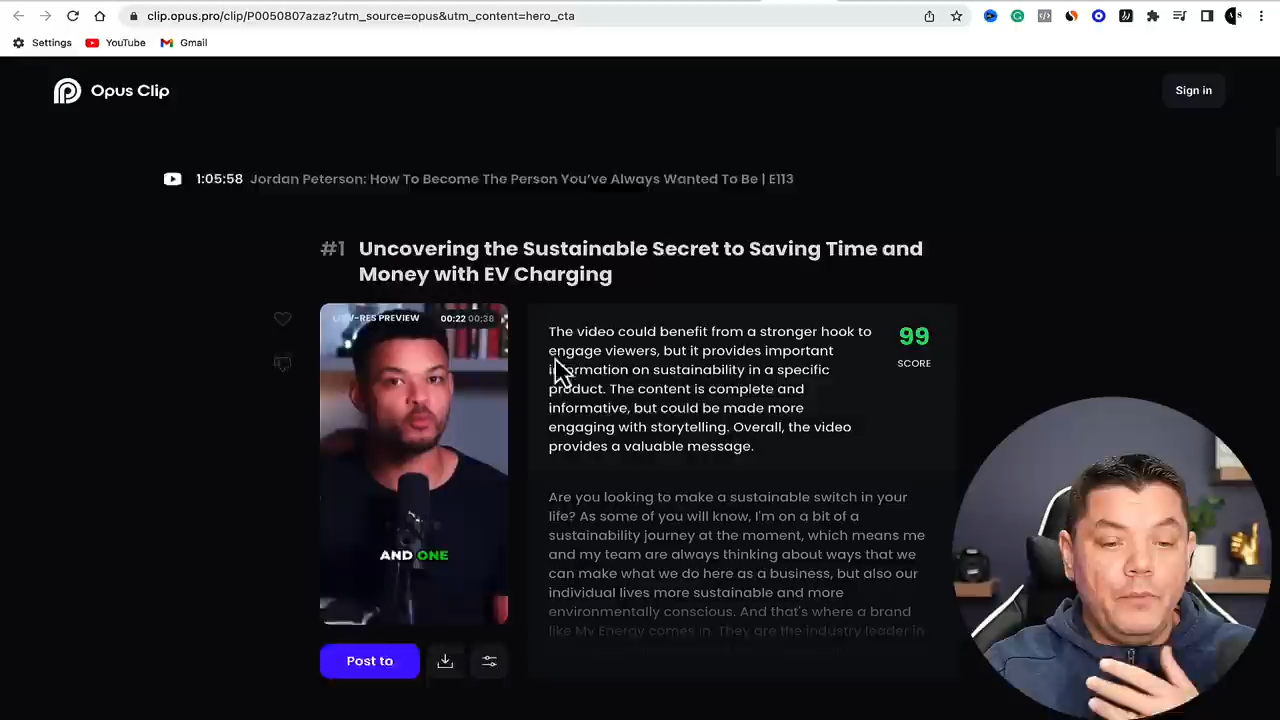 clip.opus.pro/clip/P0050807azaz?utm_source=opus&utm_content=hero_cta
Settings YouTube Gmail
Opus Clip
Sign in
1:05:58 Jordan Peterson: How To Become The Person You've Always Wanted To Be | E113
#1 Uncovering the Sustainable Secret to Saving Time and
Money with EV Charging
LOW-RES PREVIEW 00:22 00:38
AND ONE
The video could benefit from a stronger hook to
engage viewers, but it provides important
information on sustainability in a specific
product. The content is complete and
informative, but could be made more
engaging with storytelling. Overall, the video
provides a valuable message.
99
SCORE
Are you looking to make a sustainable switch in your
life? As some of you will know, I'm on a bit of a
sustainability journey at the moment, which means me
and my team are always thinking about ways that we
can make what we do here as a business, but also our
individual lives more sustainable and more
environmentally conscious. And that's where a brand
like My Energy comes in. They are the industry leader in
Post to